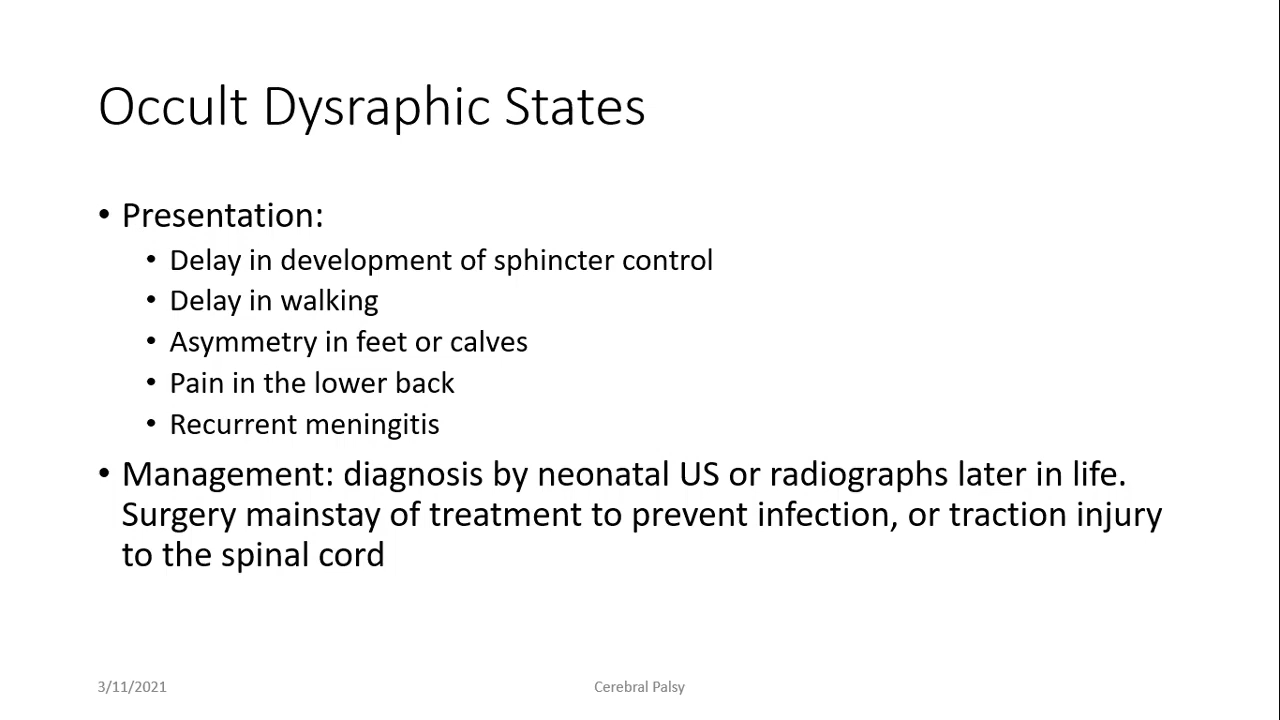 Occult Dysraphic States
• Presentation:
• Delay in development of sphincter control
• Delay in walking
• Asymmetry in feet or calves
• Pain in the lower back
• Recurrent meningitis
• Management: diagnosis by neonatal US or radiographs later in life.
Surgery mainstay of treatment to prevent infection, or traction injury
to the spinal cord
3/11/2021
Cerebral Palsy